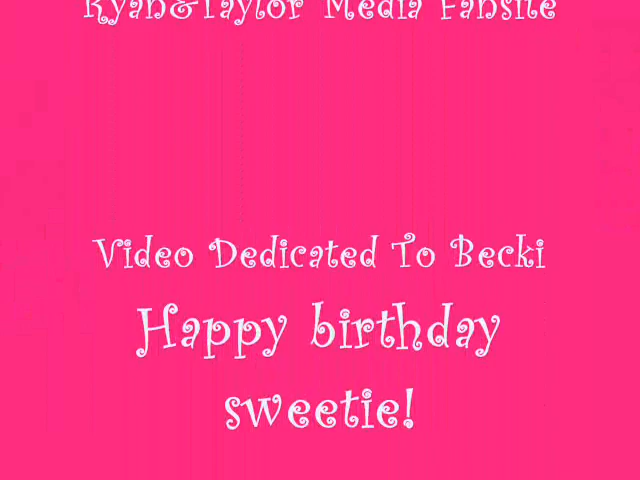 Ryan&Taylor Media Fansite
Video Dedicated To Becki
Happy birthday
sweetie!